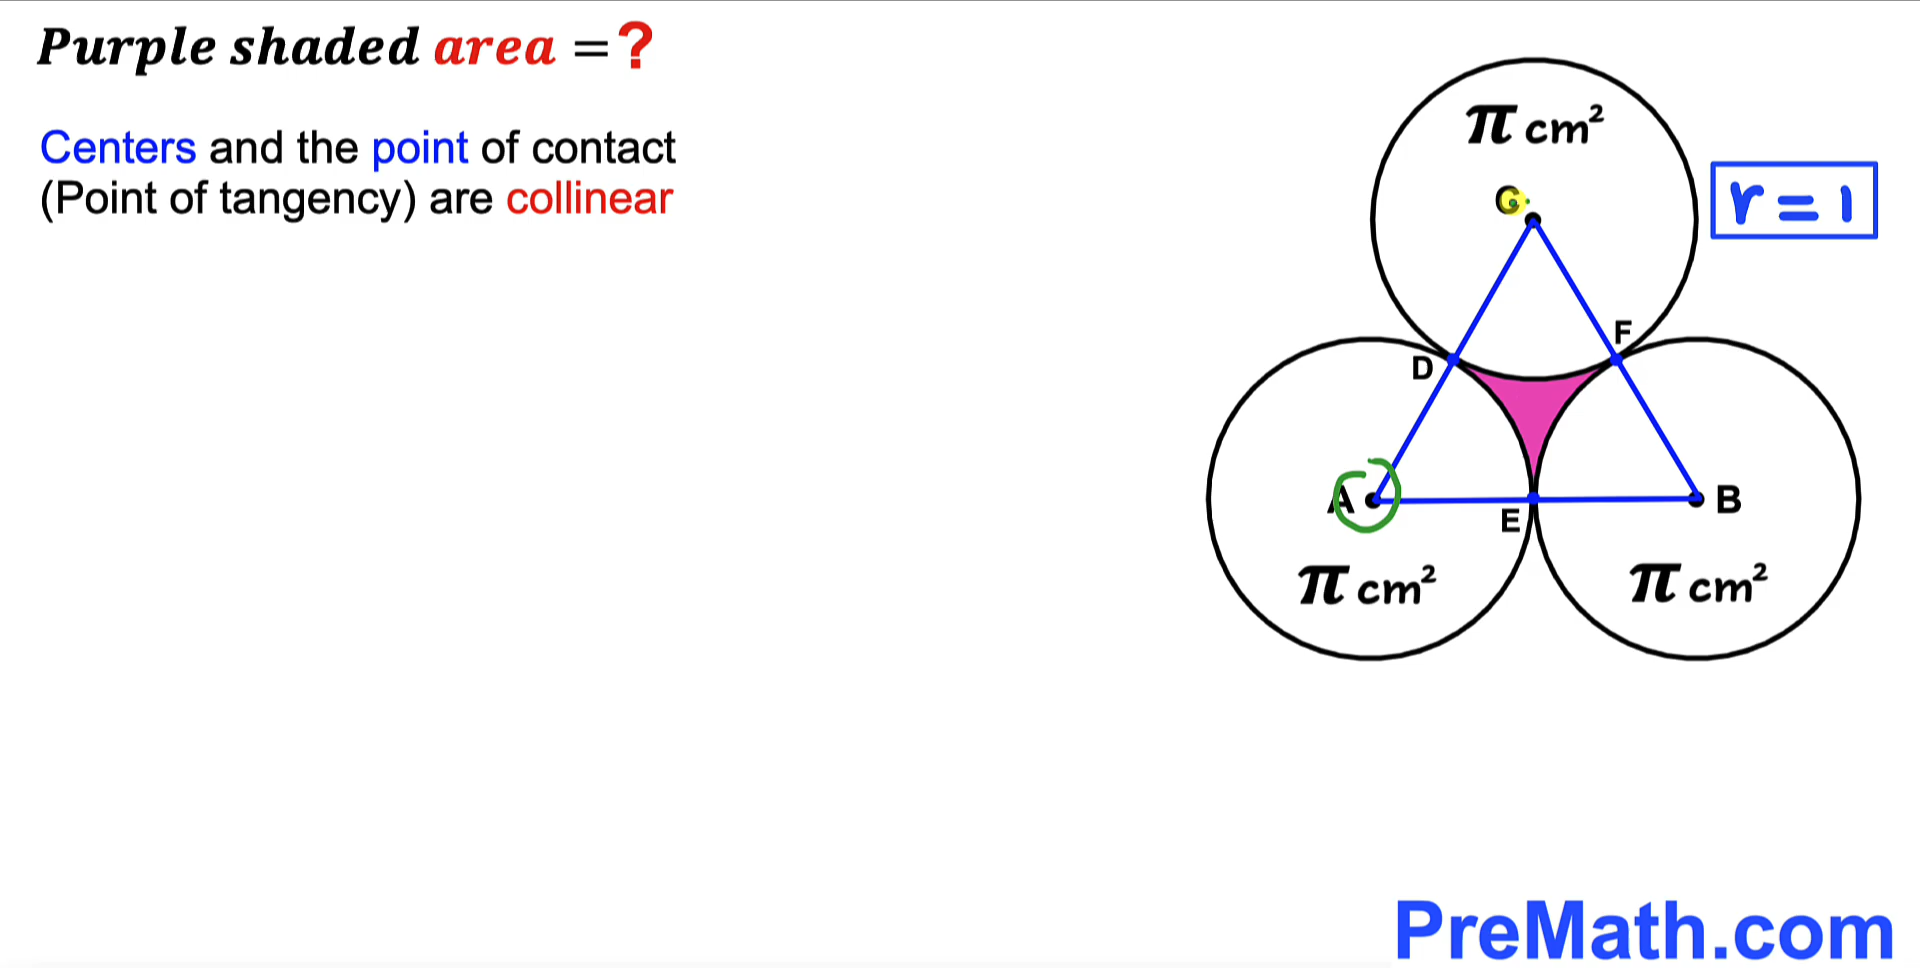 Purple shaded area =?
Centers and the point of contact
(Point of tangency) are collinear
π cm²
C
r = 1
F
D
A
B
E
π cm²
π cm²
PreMath.com